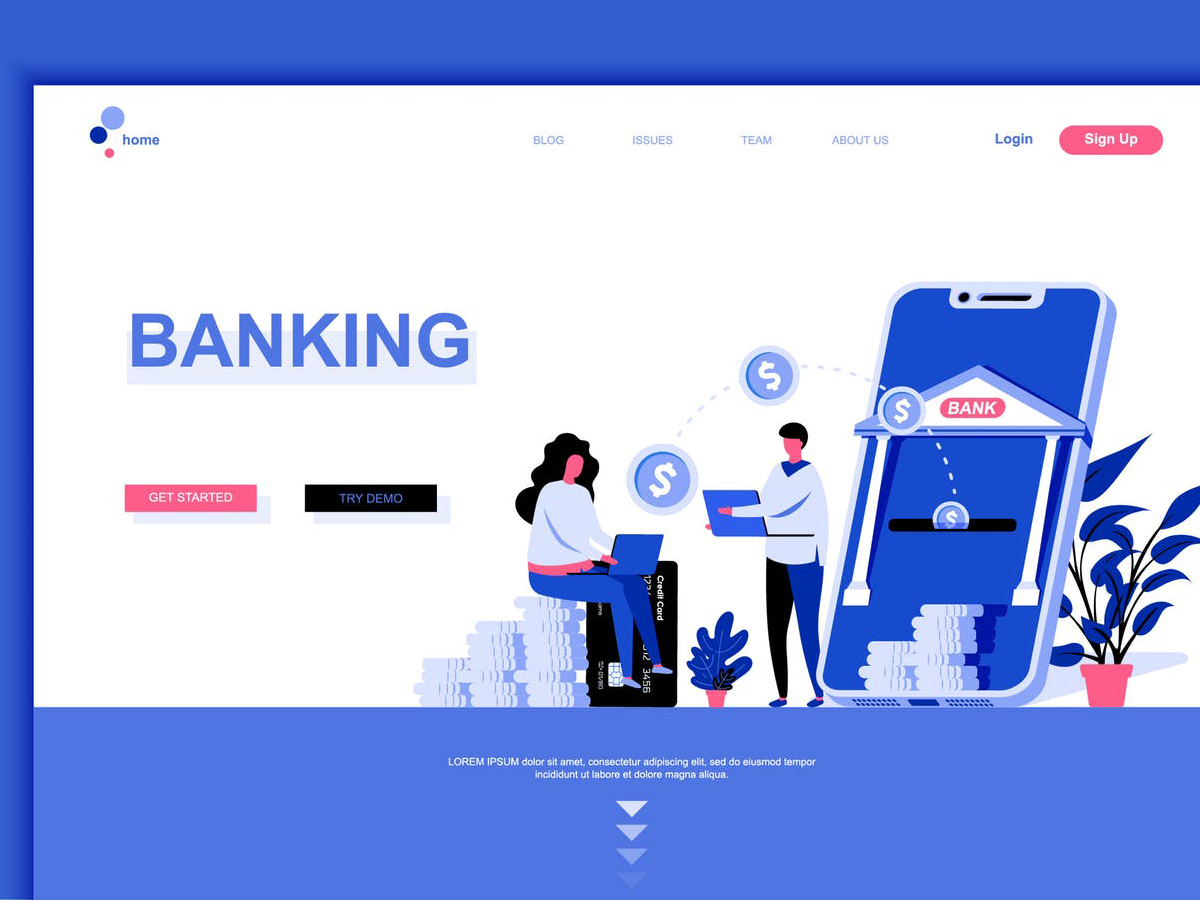 home
BLOG
ISSUES
TEAM
ABOUT US
Login
Sign Up
BANKING
BANK
GET STARTED
TRY DEMO
Credit Card
3456
LOREM IPSUM dolor sit amet, consectetur adipiscing elit, sed do eiusmod tempor
incididunt ut labore et dolore magna aliqua.